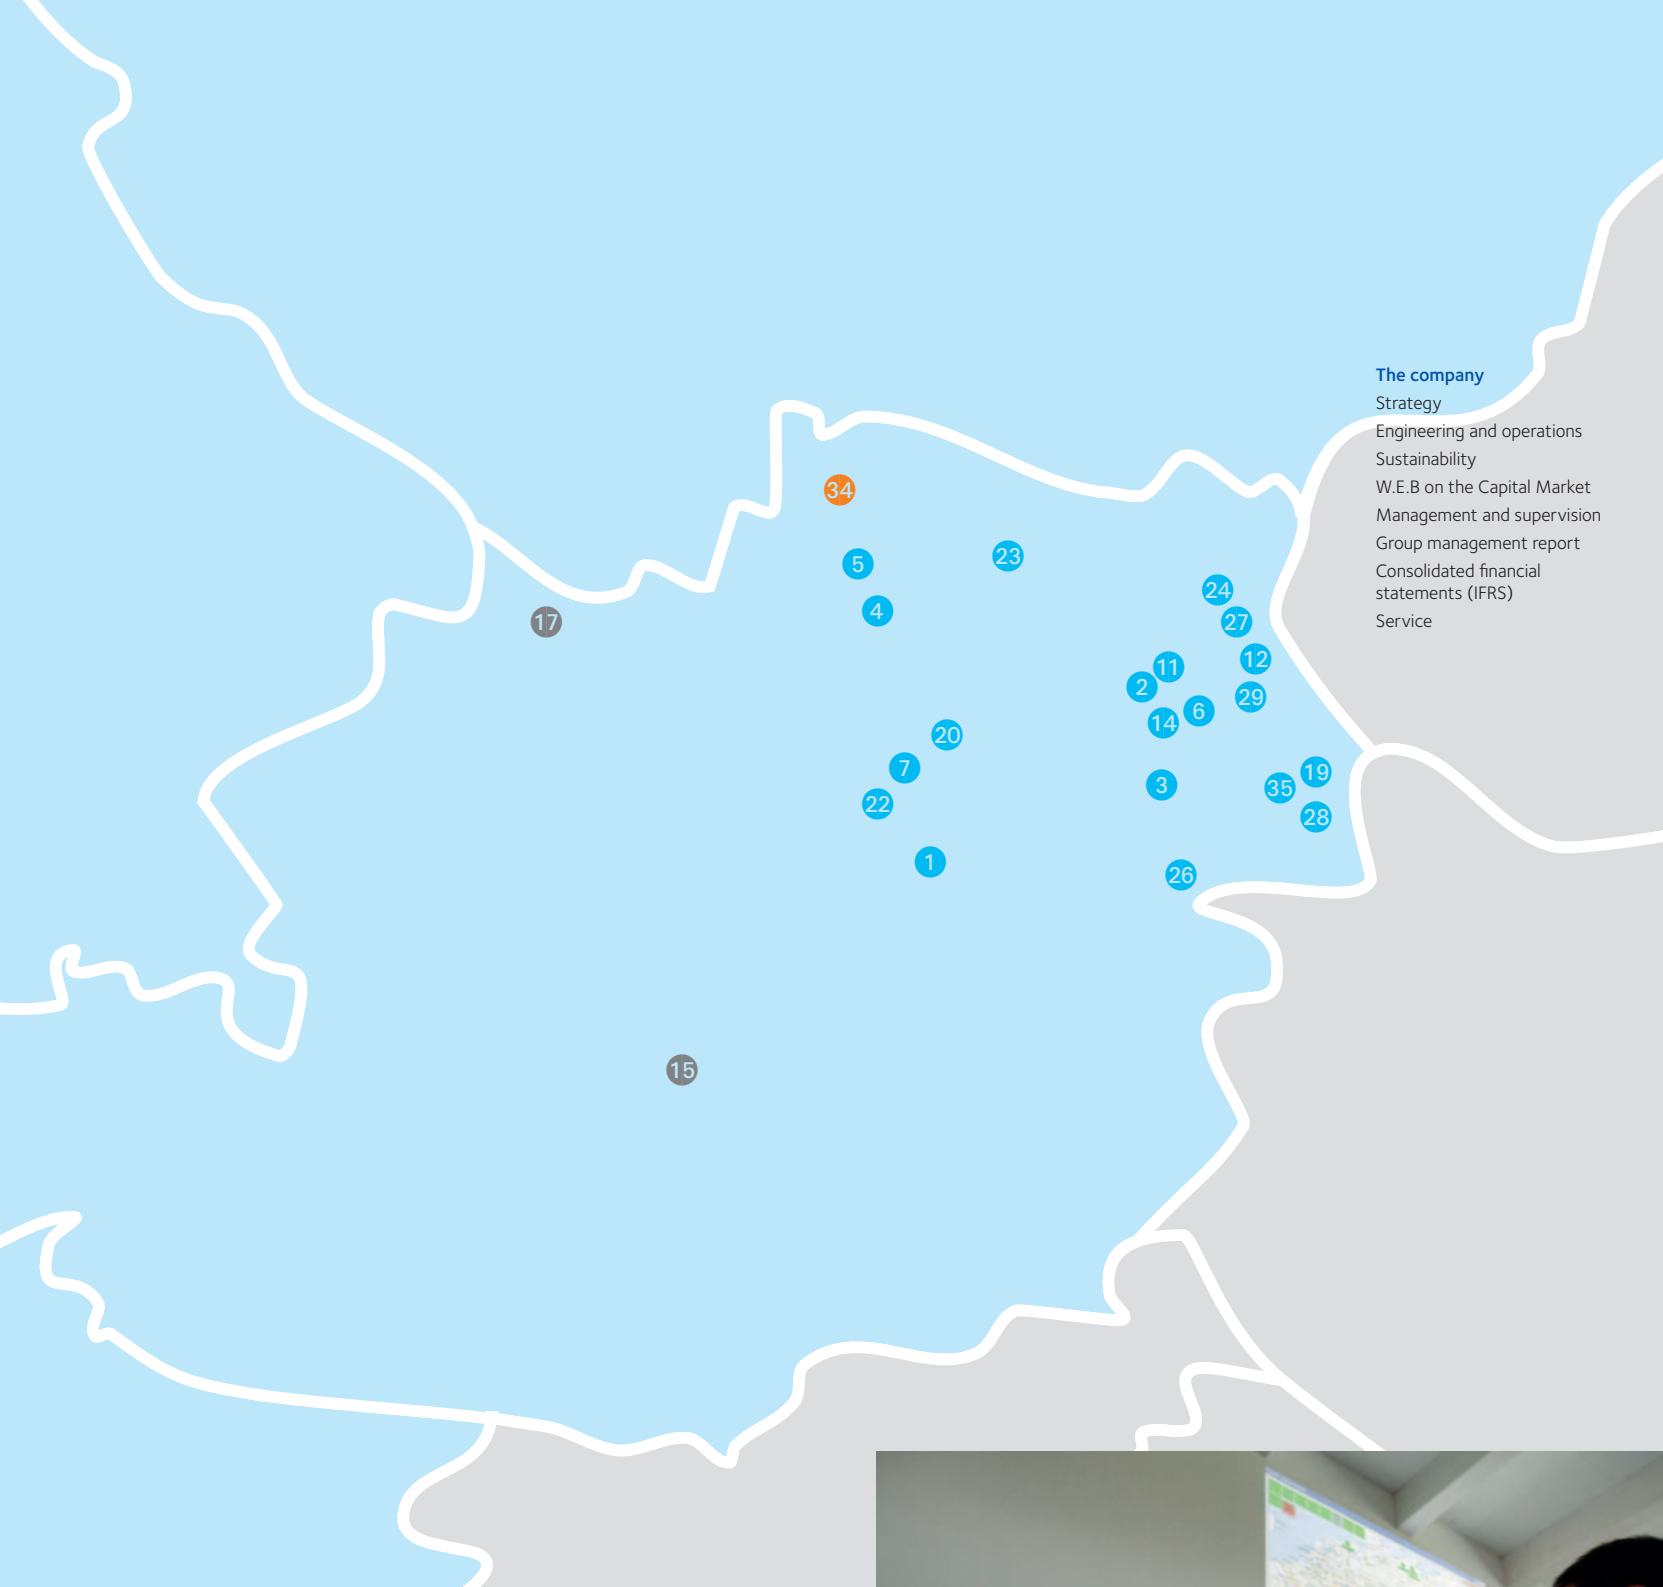 The company
Strategy
Engineering and operations
Sustainability
W.E.B on the Capital Market
Management and supervision
Group management report
Consolidated financial
statements (IFRS)
Service
34
5
23
4
24
17
27
12
11
2
29
6
14
20
7
19
3
35
22
28
1
26
15